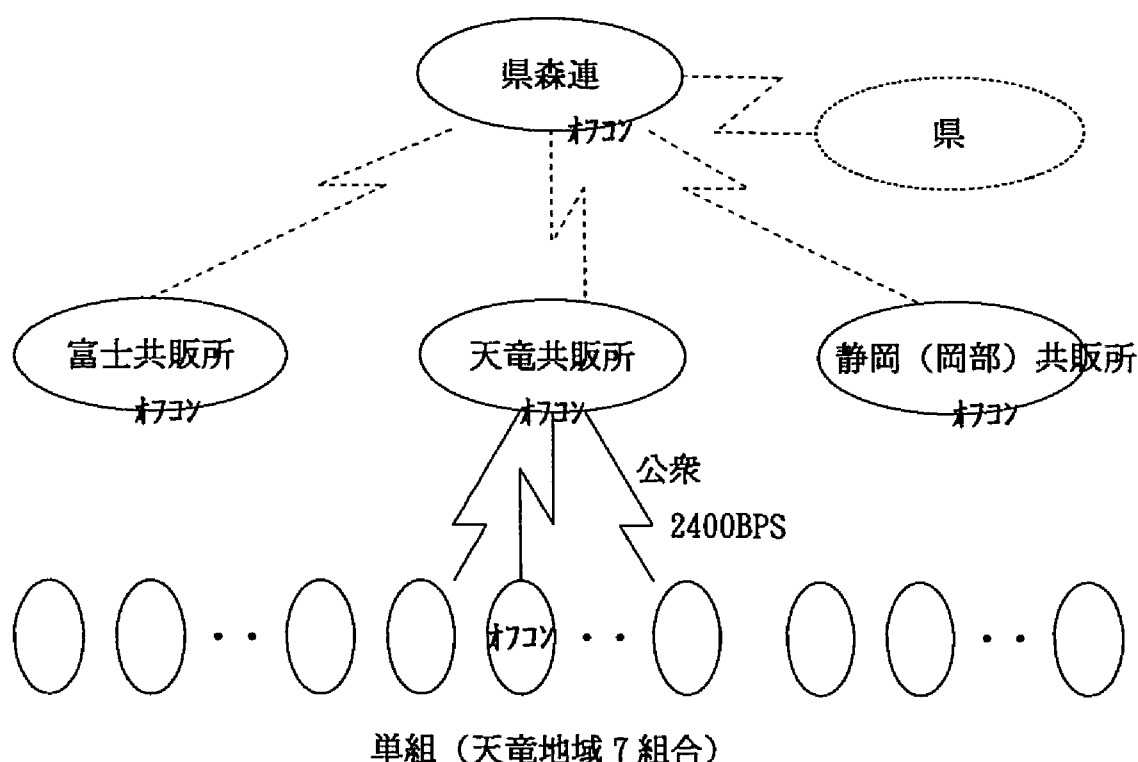 県森連
オフコン
県
富士共販所
オフコン
天竜共販所
オフコン
静岡（岡部）共販所
オフコン
公衆
2400BPS
・・
オフコン
・・
・・
単組（天竜地域７組合）